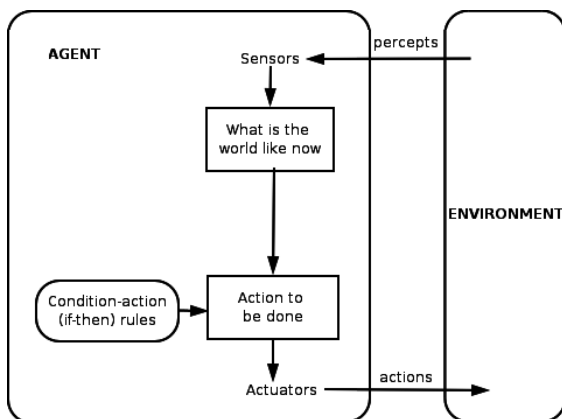 AGENT
Sensors
percepts
What is the
world like now
ENVIRONMENT
Condition-action
(if-then) rules
Action to
be done
Actuators
actions